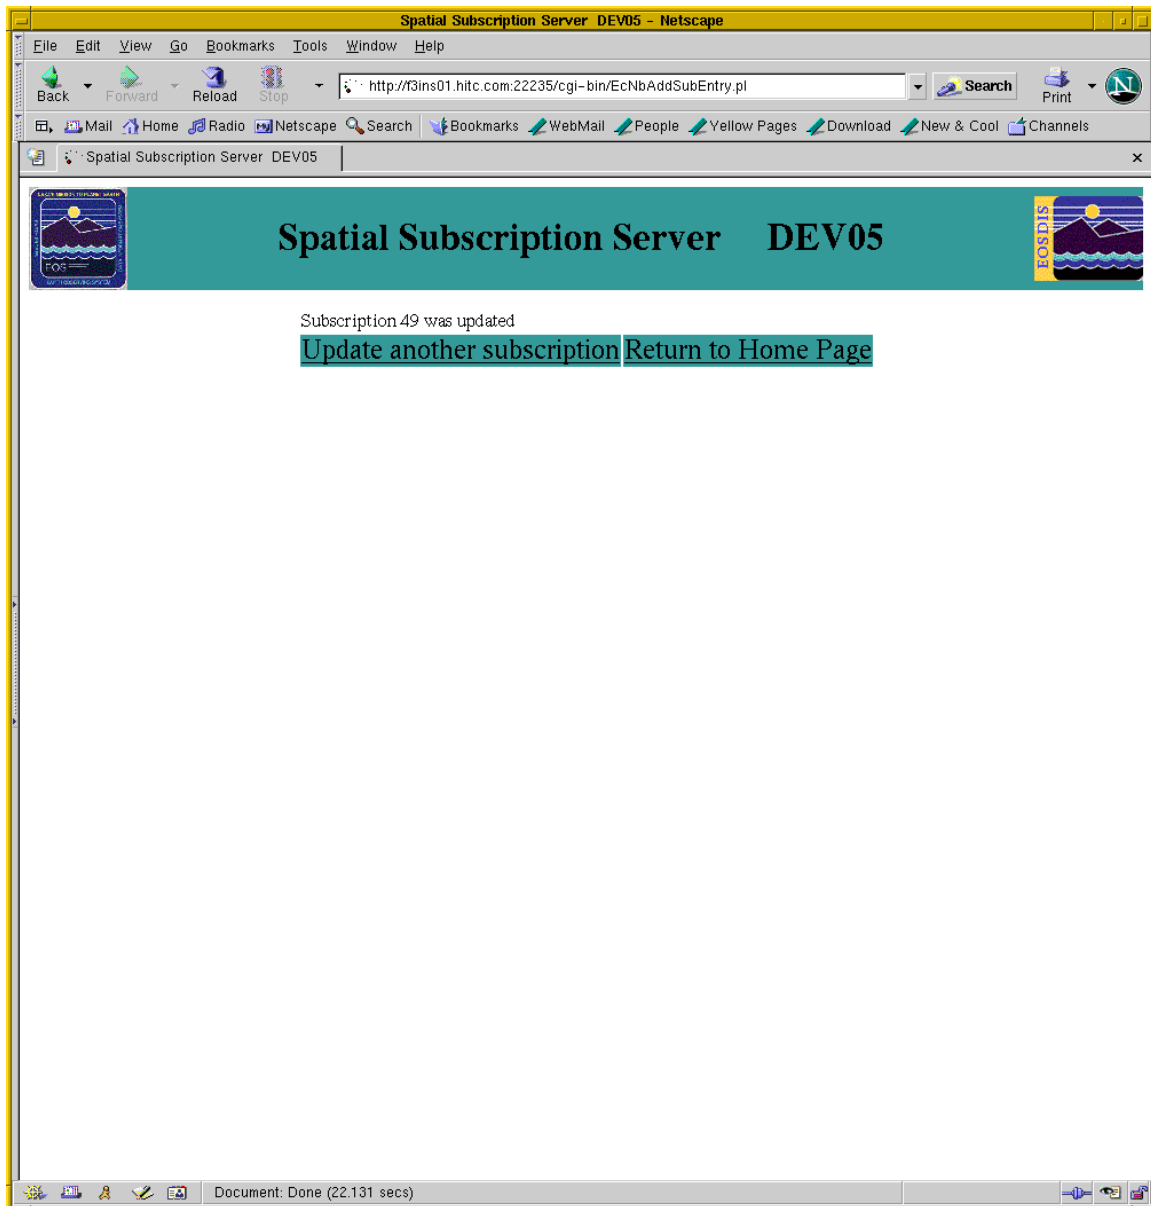 Spatial Subscription Server DEV05 - Netscape
File Edit View Go Bookmarks Tools Window Help
Back Forward Reload Stop http://f3ins01.hitc.com:22235/cgi-bin/EcNbAddSubEntry.pl Search Print N
Mail Home Radio My Netscape Search Bookmarks WebMail People Yellow Pages Download New & Cool Channels
Spatial Subscription Server DEV05 x
Spatial Subscription Server DEV05
EOS
EOSDIS
Subscription 49 was updated
Update another subscription Return to Home Page
Document: Done (22.131 secs)